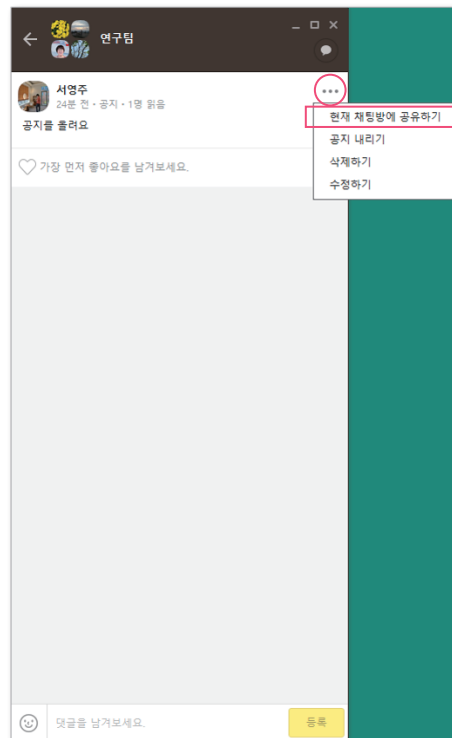 연구팀
서영주
24분 전 · 공지 · 1명 읽음
공지를 올려요
현재 채팅방에 공유하기
공지 내리기
삭제하기
수정하기
가장 먼저 좋아요를 남겨보세요.
댓글을 남겨보세요.
등록